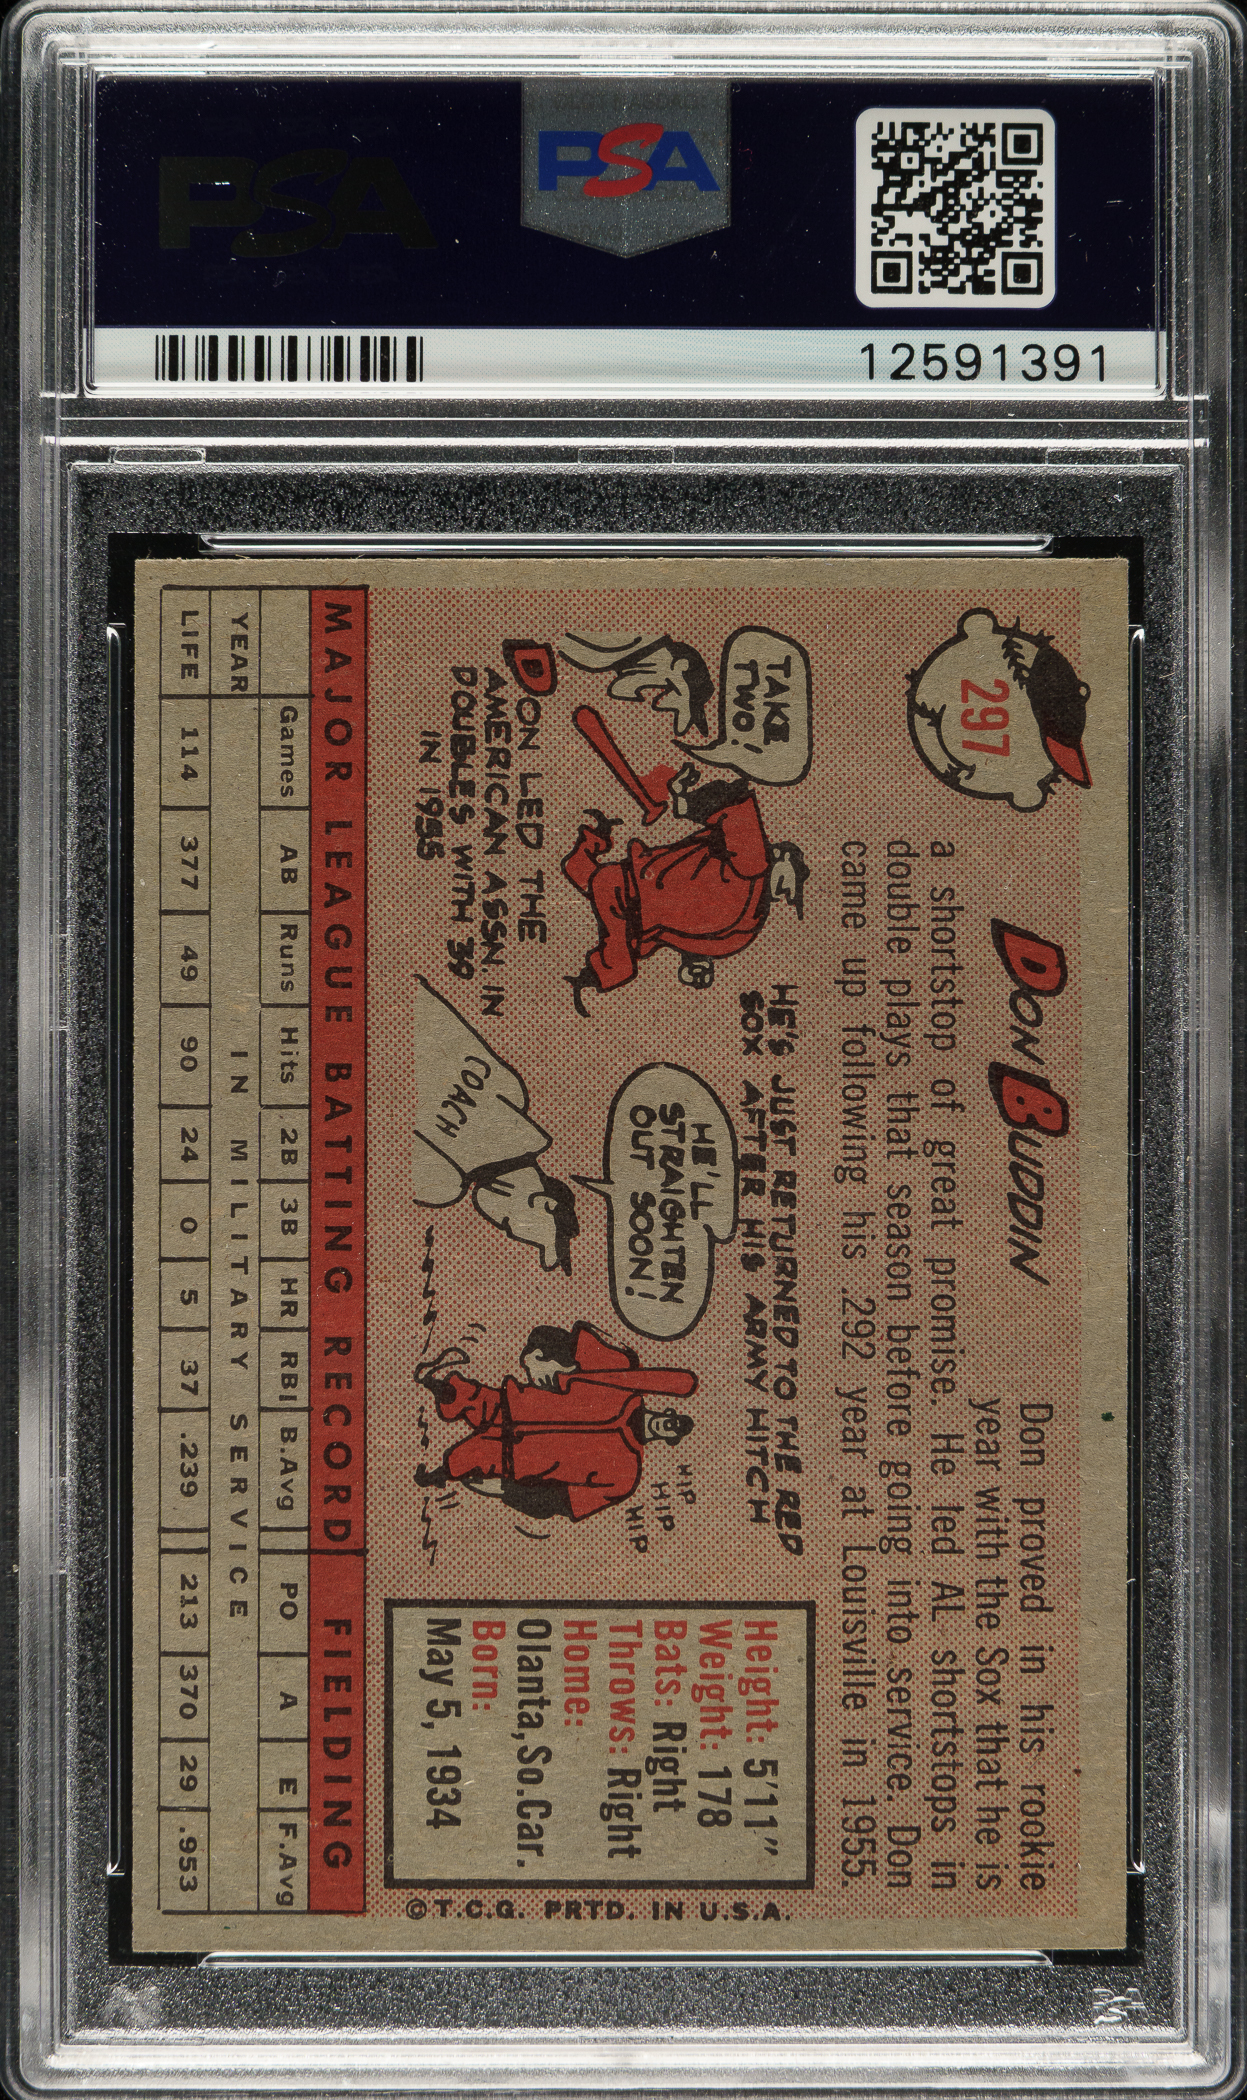 PSA
PSA
12591391
297
DON BUDDIN
Don proved in his rookie
year with the Sox that he is
a shortstop of great promise. He led AL shortstops in
double plays that season before going into service. Don
came up following his .292 year at Louisville in 1955.
TAKE
TWO!
DON LED THE
AMERICAN ASSN. IN
DOUBLES WITH 39
IN 1955
HE'S JUST RETURNED TO THE RED
SOX AFTER HIS ARMY HITCH
HE'LL
STRAIGHTEN
OUT SOON!
COACH
HIP
HIP
HIP
Height: 5'11"
Weight: 178
Bats: Right
Throws: Right
Home:
Olanta, So. Car.
Born:
May 5, 1934
MAJOR LEAGUE BATTING RECORD FIELDING
Games AB Runs Hits 2B 3B HR RBI B.Avg PO A E F.Avg
YEAR IN MILITARY SERVICE
LIFE 114 377 49 90 24 0 5 37 .239 213 370 29 .953
© T.C.G. PRTD. IN U.S.A.